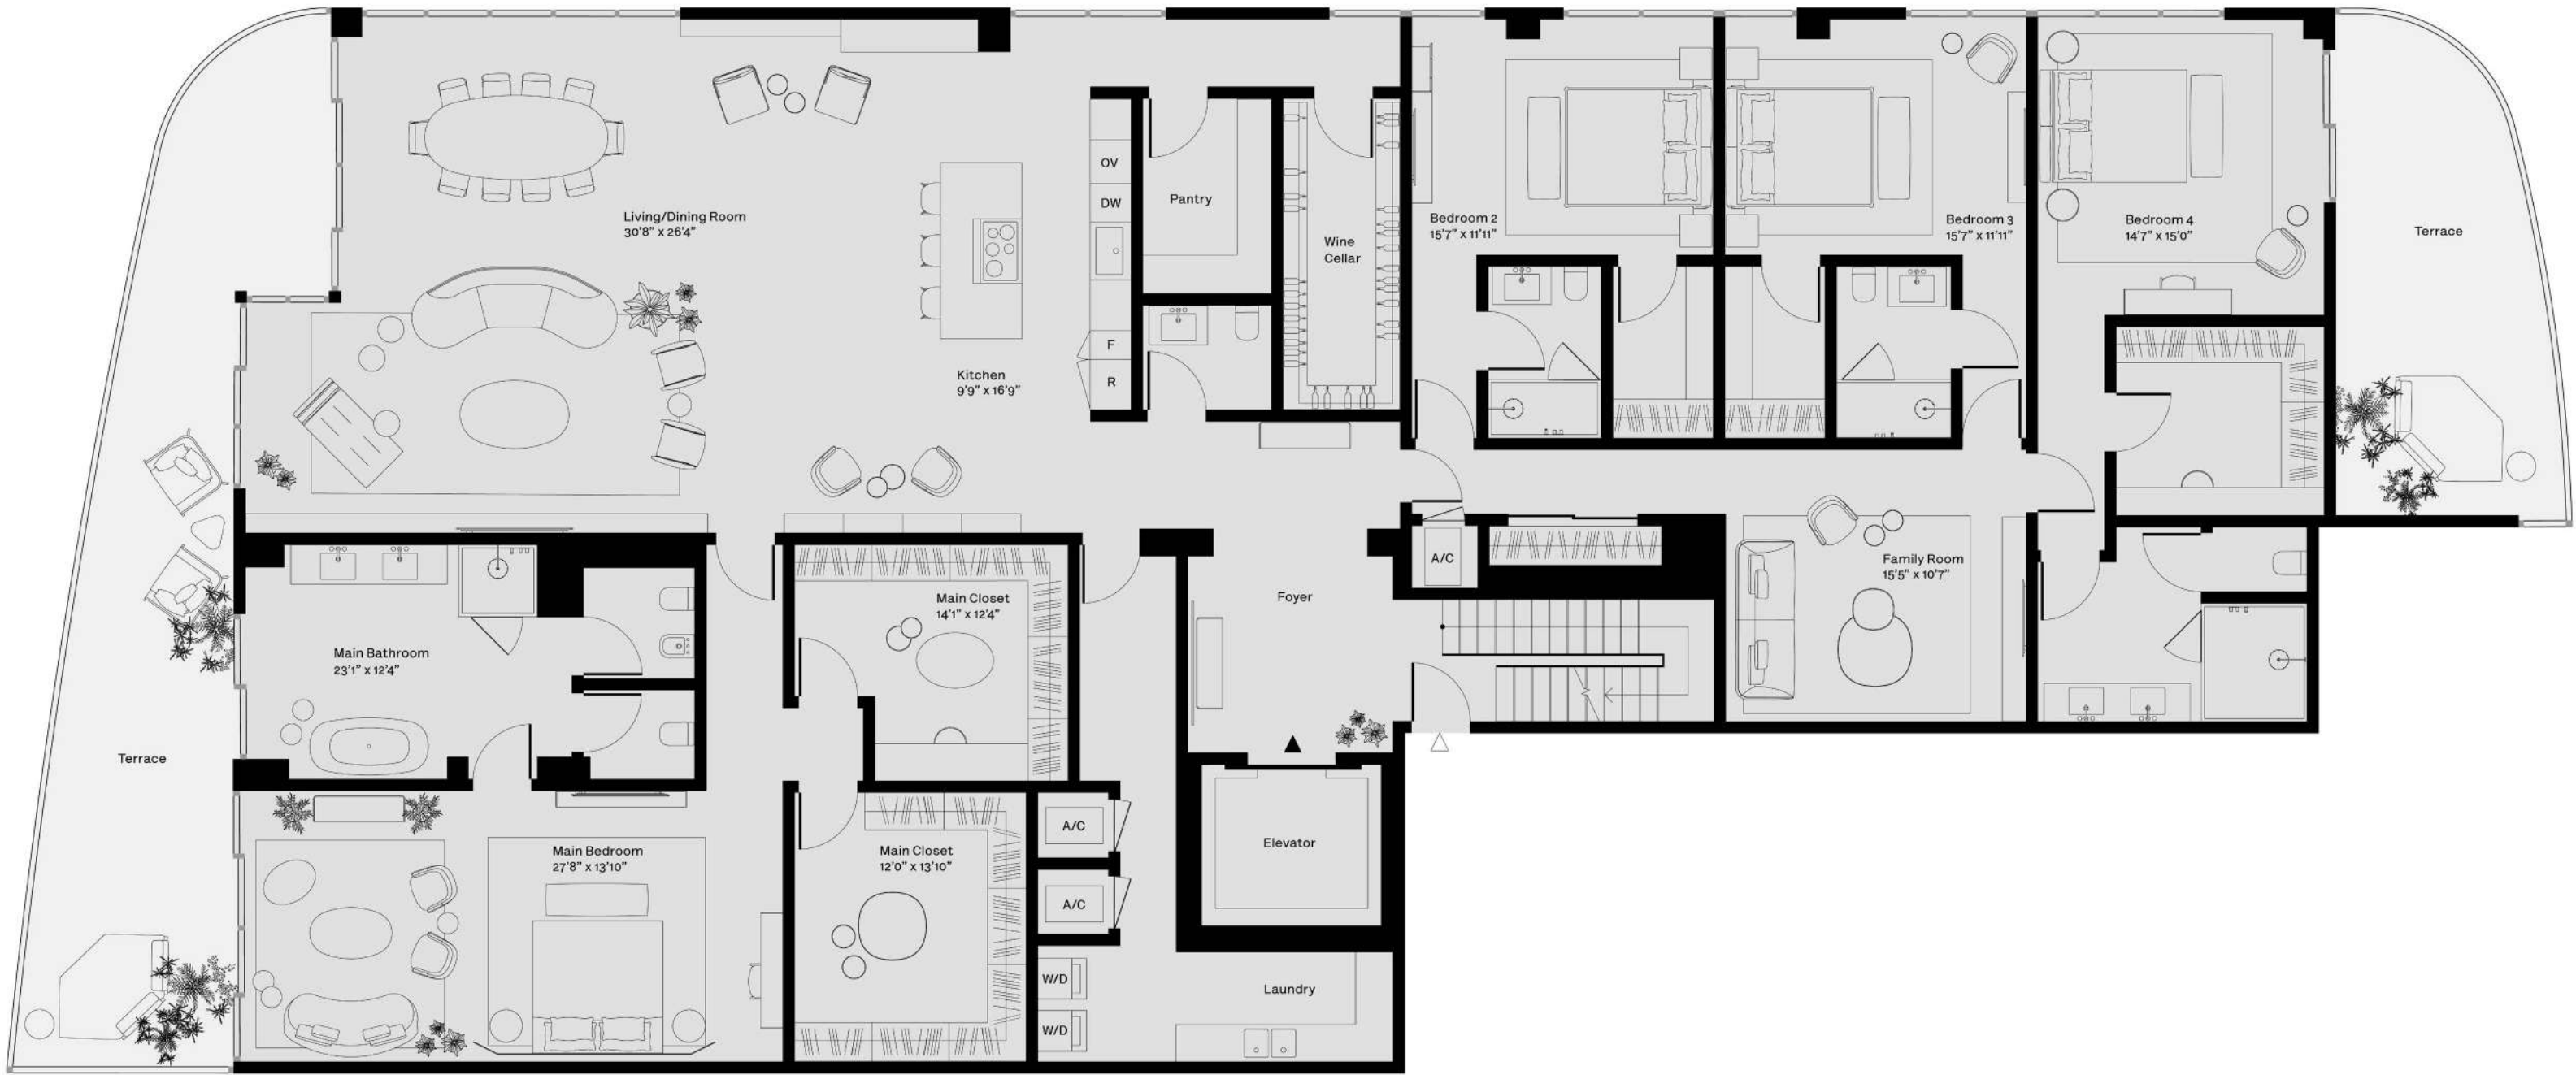 OV
DW
Pantry
Living/Dining Room
30'8" x 26'4"
Wine
Cellar
Bedroom 2
15'7" x 11'11"
Bedroom 3
15'7" x 11'11"
Bedroom 4
14'7" x 15'0"
Terrace
F
R
Kitchen
9'9" x 16'9"
A/C
Family Room
15'5" x 10'7"
Main Closet
14'1" x 12'4"
Foyer
Main Bathroom
23'1" x 12'4"
Terrace
A/C
Main Bedroom
27'8" x 13'10"
Main Closet
12'0" x 13'10"
Elevator
A/C
W/D
Laundry
W/D